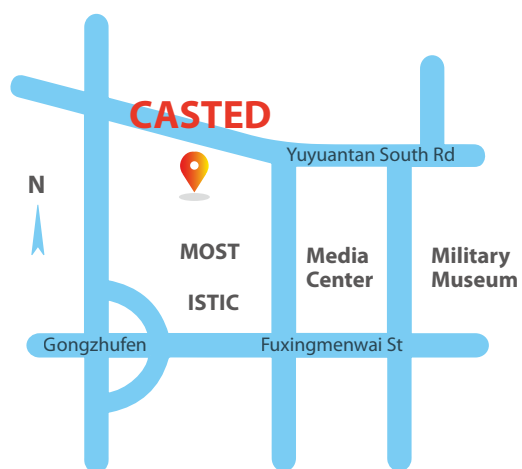 CASTED
Yuyuantan South Rd
N
MOST
Media
Center
Military
Museum
ISTIC
Gongzhufen
Fuxingmenwai St